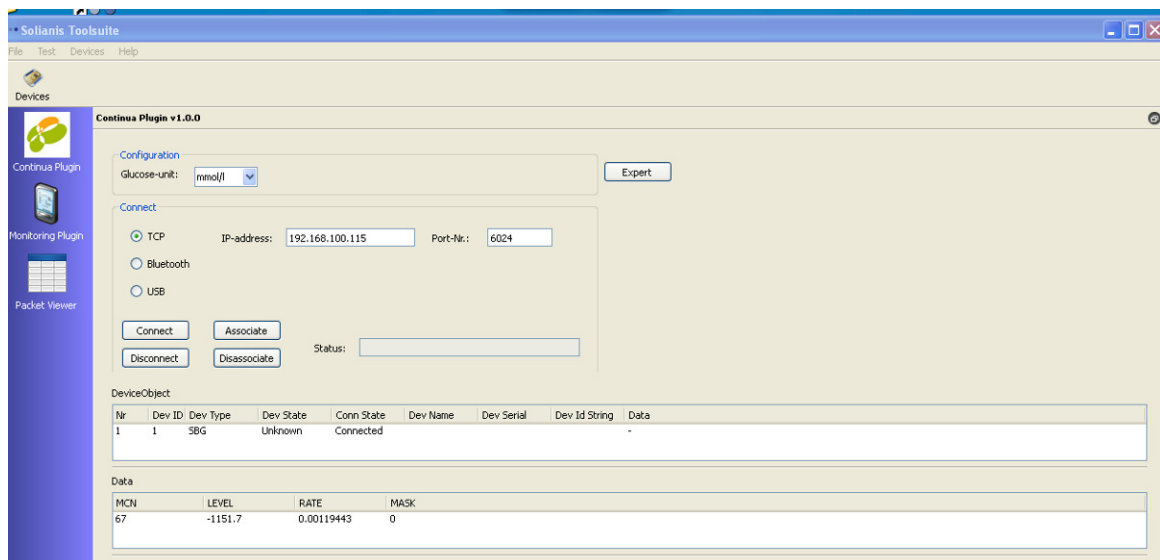 Solianis Toolsuite
File Test Devices Help
Devices
Continua Plugin v1.0.0
Continua Plugin
Monitoring Plugin
Packet Viewer
Configuration
Glucose-unit: mmol/l
Expert
Connect
TCP IP-address: 192.168.100.115 Port-Nr.: 6024
Bluetooth
USB
Connect Associate
Status:
Disconnect Disassociate
DeviceObject
Nr Dev ID Dev Type Dev State Conn State Dev Name Dev Serial Dev Id String Data
1 1 SBG Unknown Connected -
Data
MCN LEVEL RATE MASK
67 -1151.7 0.00119443 0